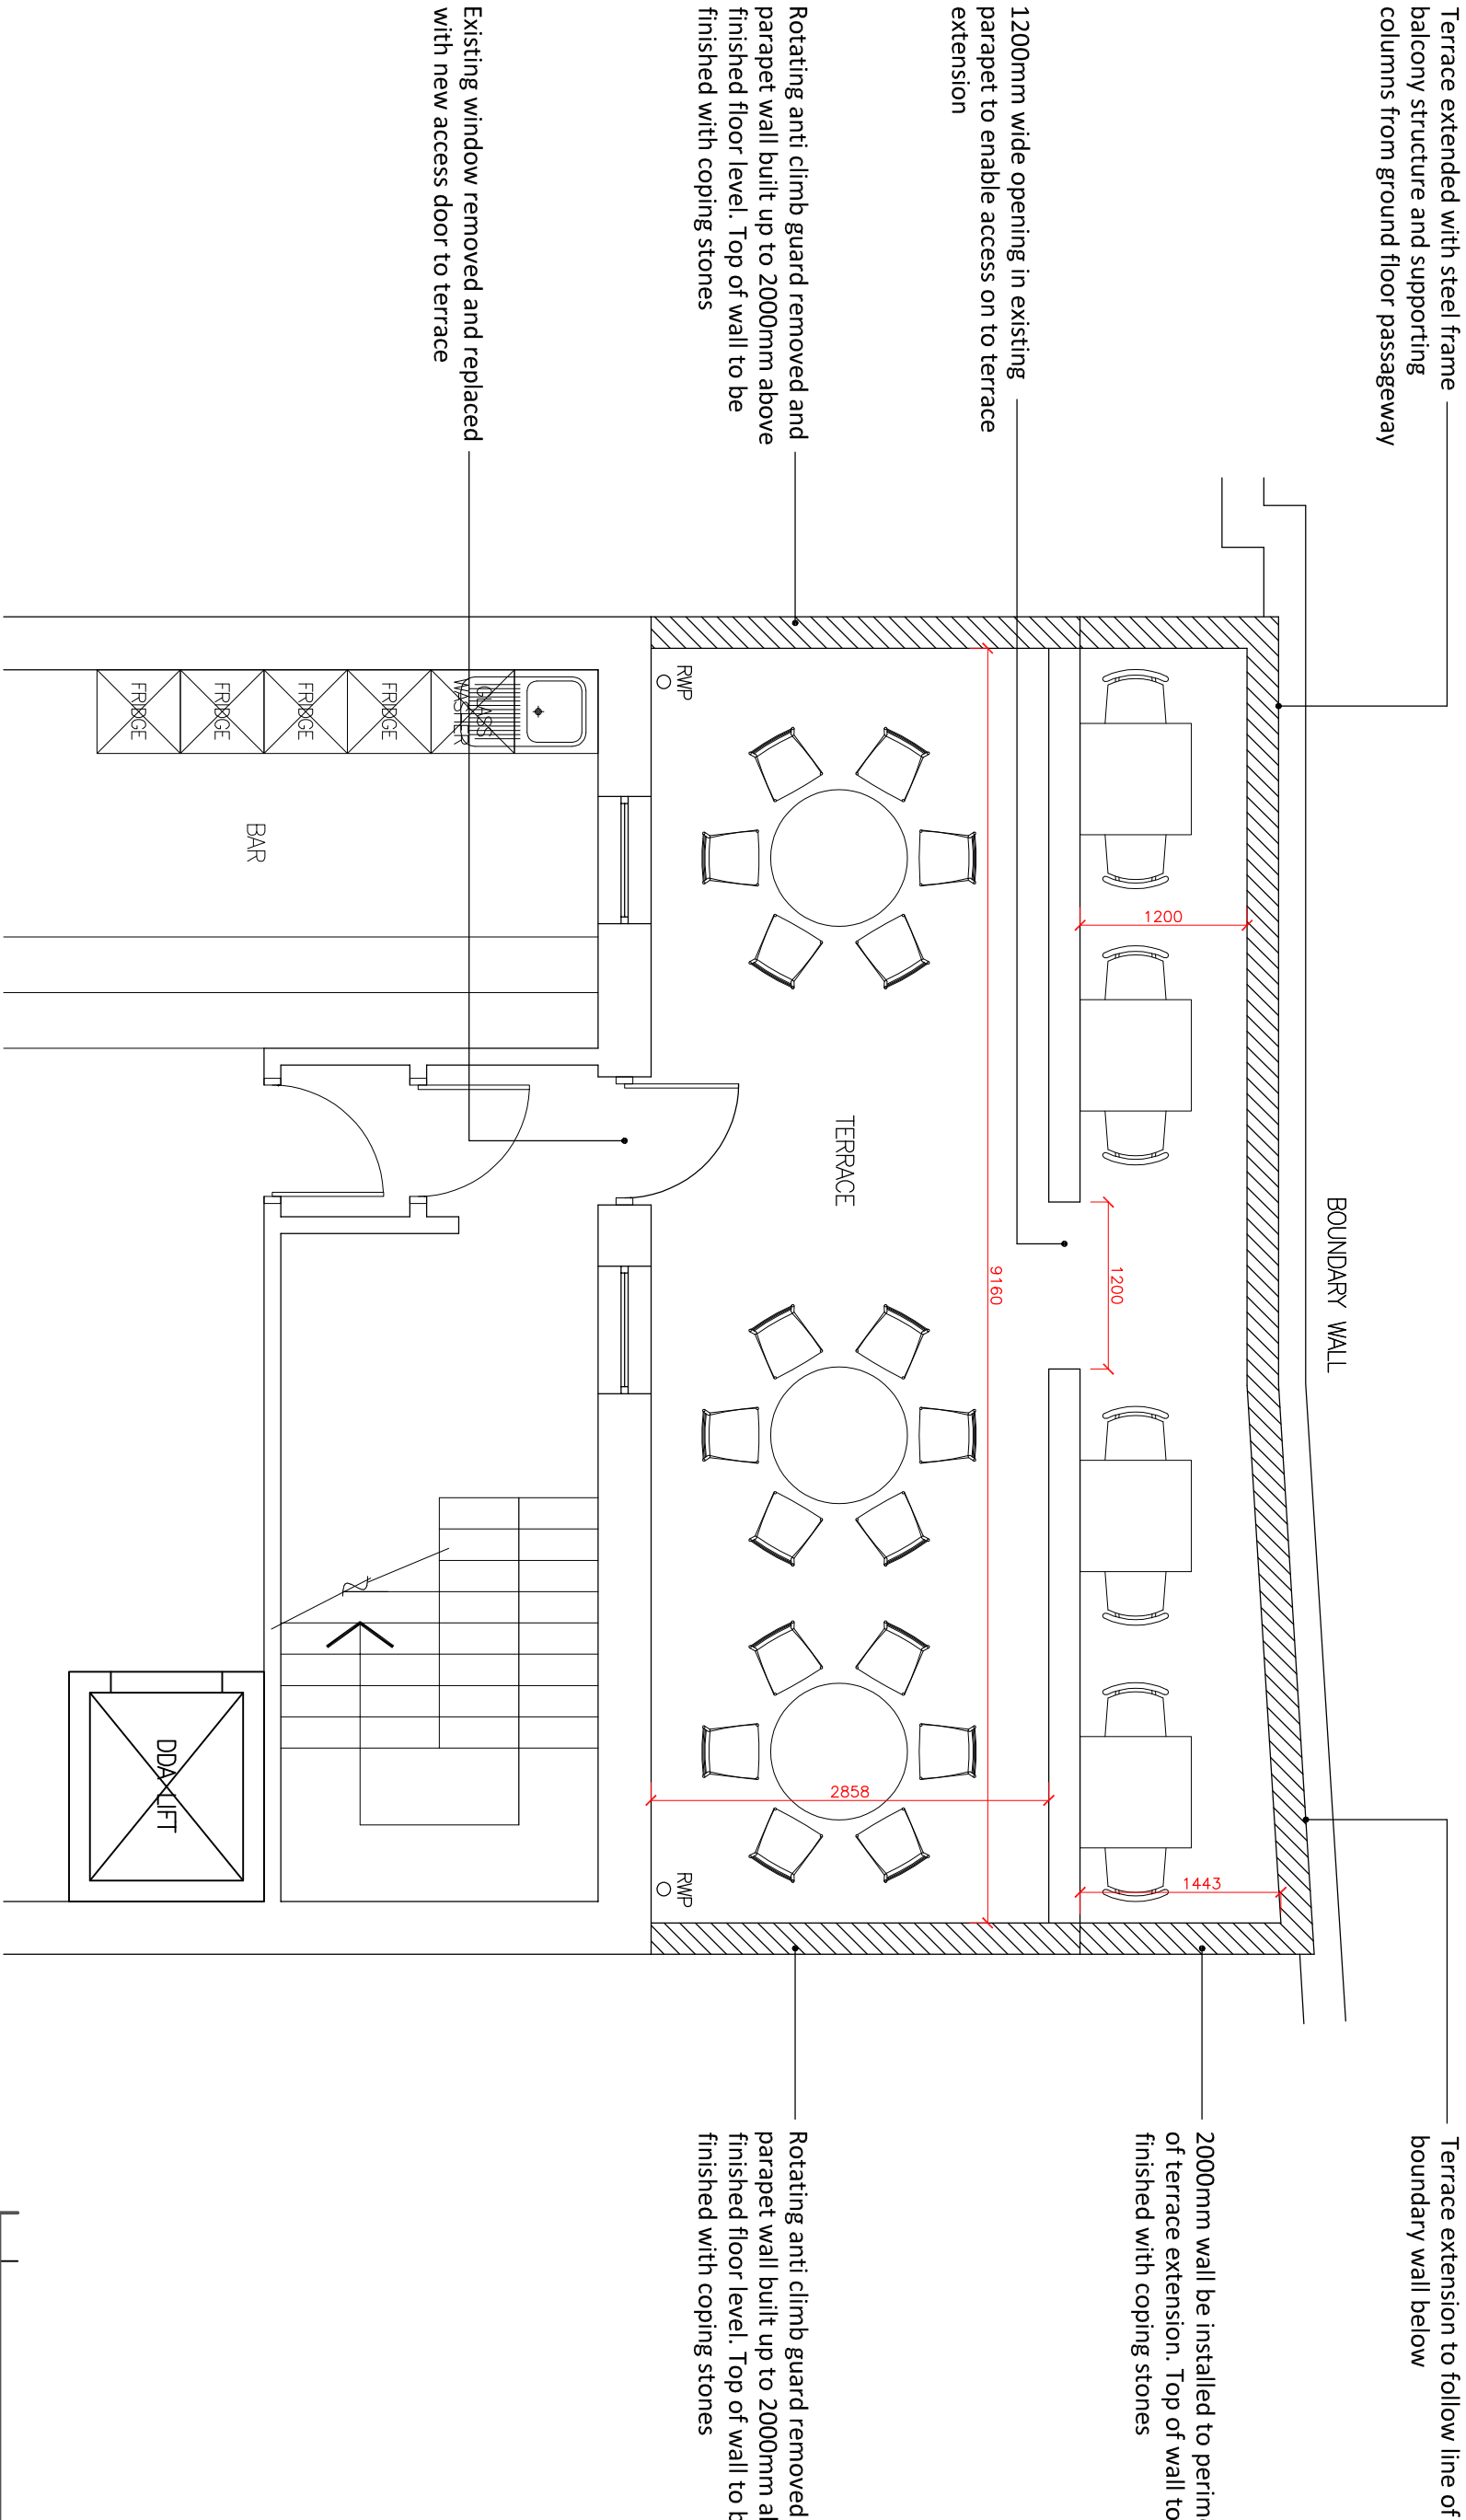 Terrace extended with steel frame
balcony structure and supporting
columns from ground floor passageway
1200mm wide opening in existing
parapet to enable access on to terrace
extension
Rotating anti climb guard removed and
parapet wall built up to 2000mm above
finished floor level. Top of wall to be
finished with coping stones
Existing window removed and replaced
with new access door to terrace
BOUNDARY WALL
1200
1200
1443
9160
2858
TERRACE
RWP
RWP
GLASS
WASHER
FRIDGE
FRIDGE
FRIDGE
FRIDGE
BAR
DDA LIFT
Terrace extension to follow line of
boundary wall below
2000mm wall be installed to perim
of terrace extension. Top of wall to
finished with coping stones
Rotating anti climb guard removed
parapet wall built up to 2000mm a
finished floor level. Top of wall to b
finished with coping stones